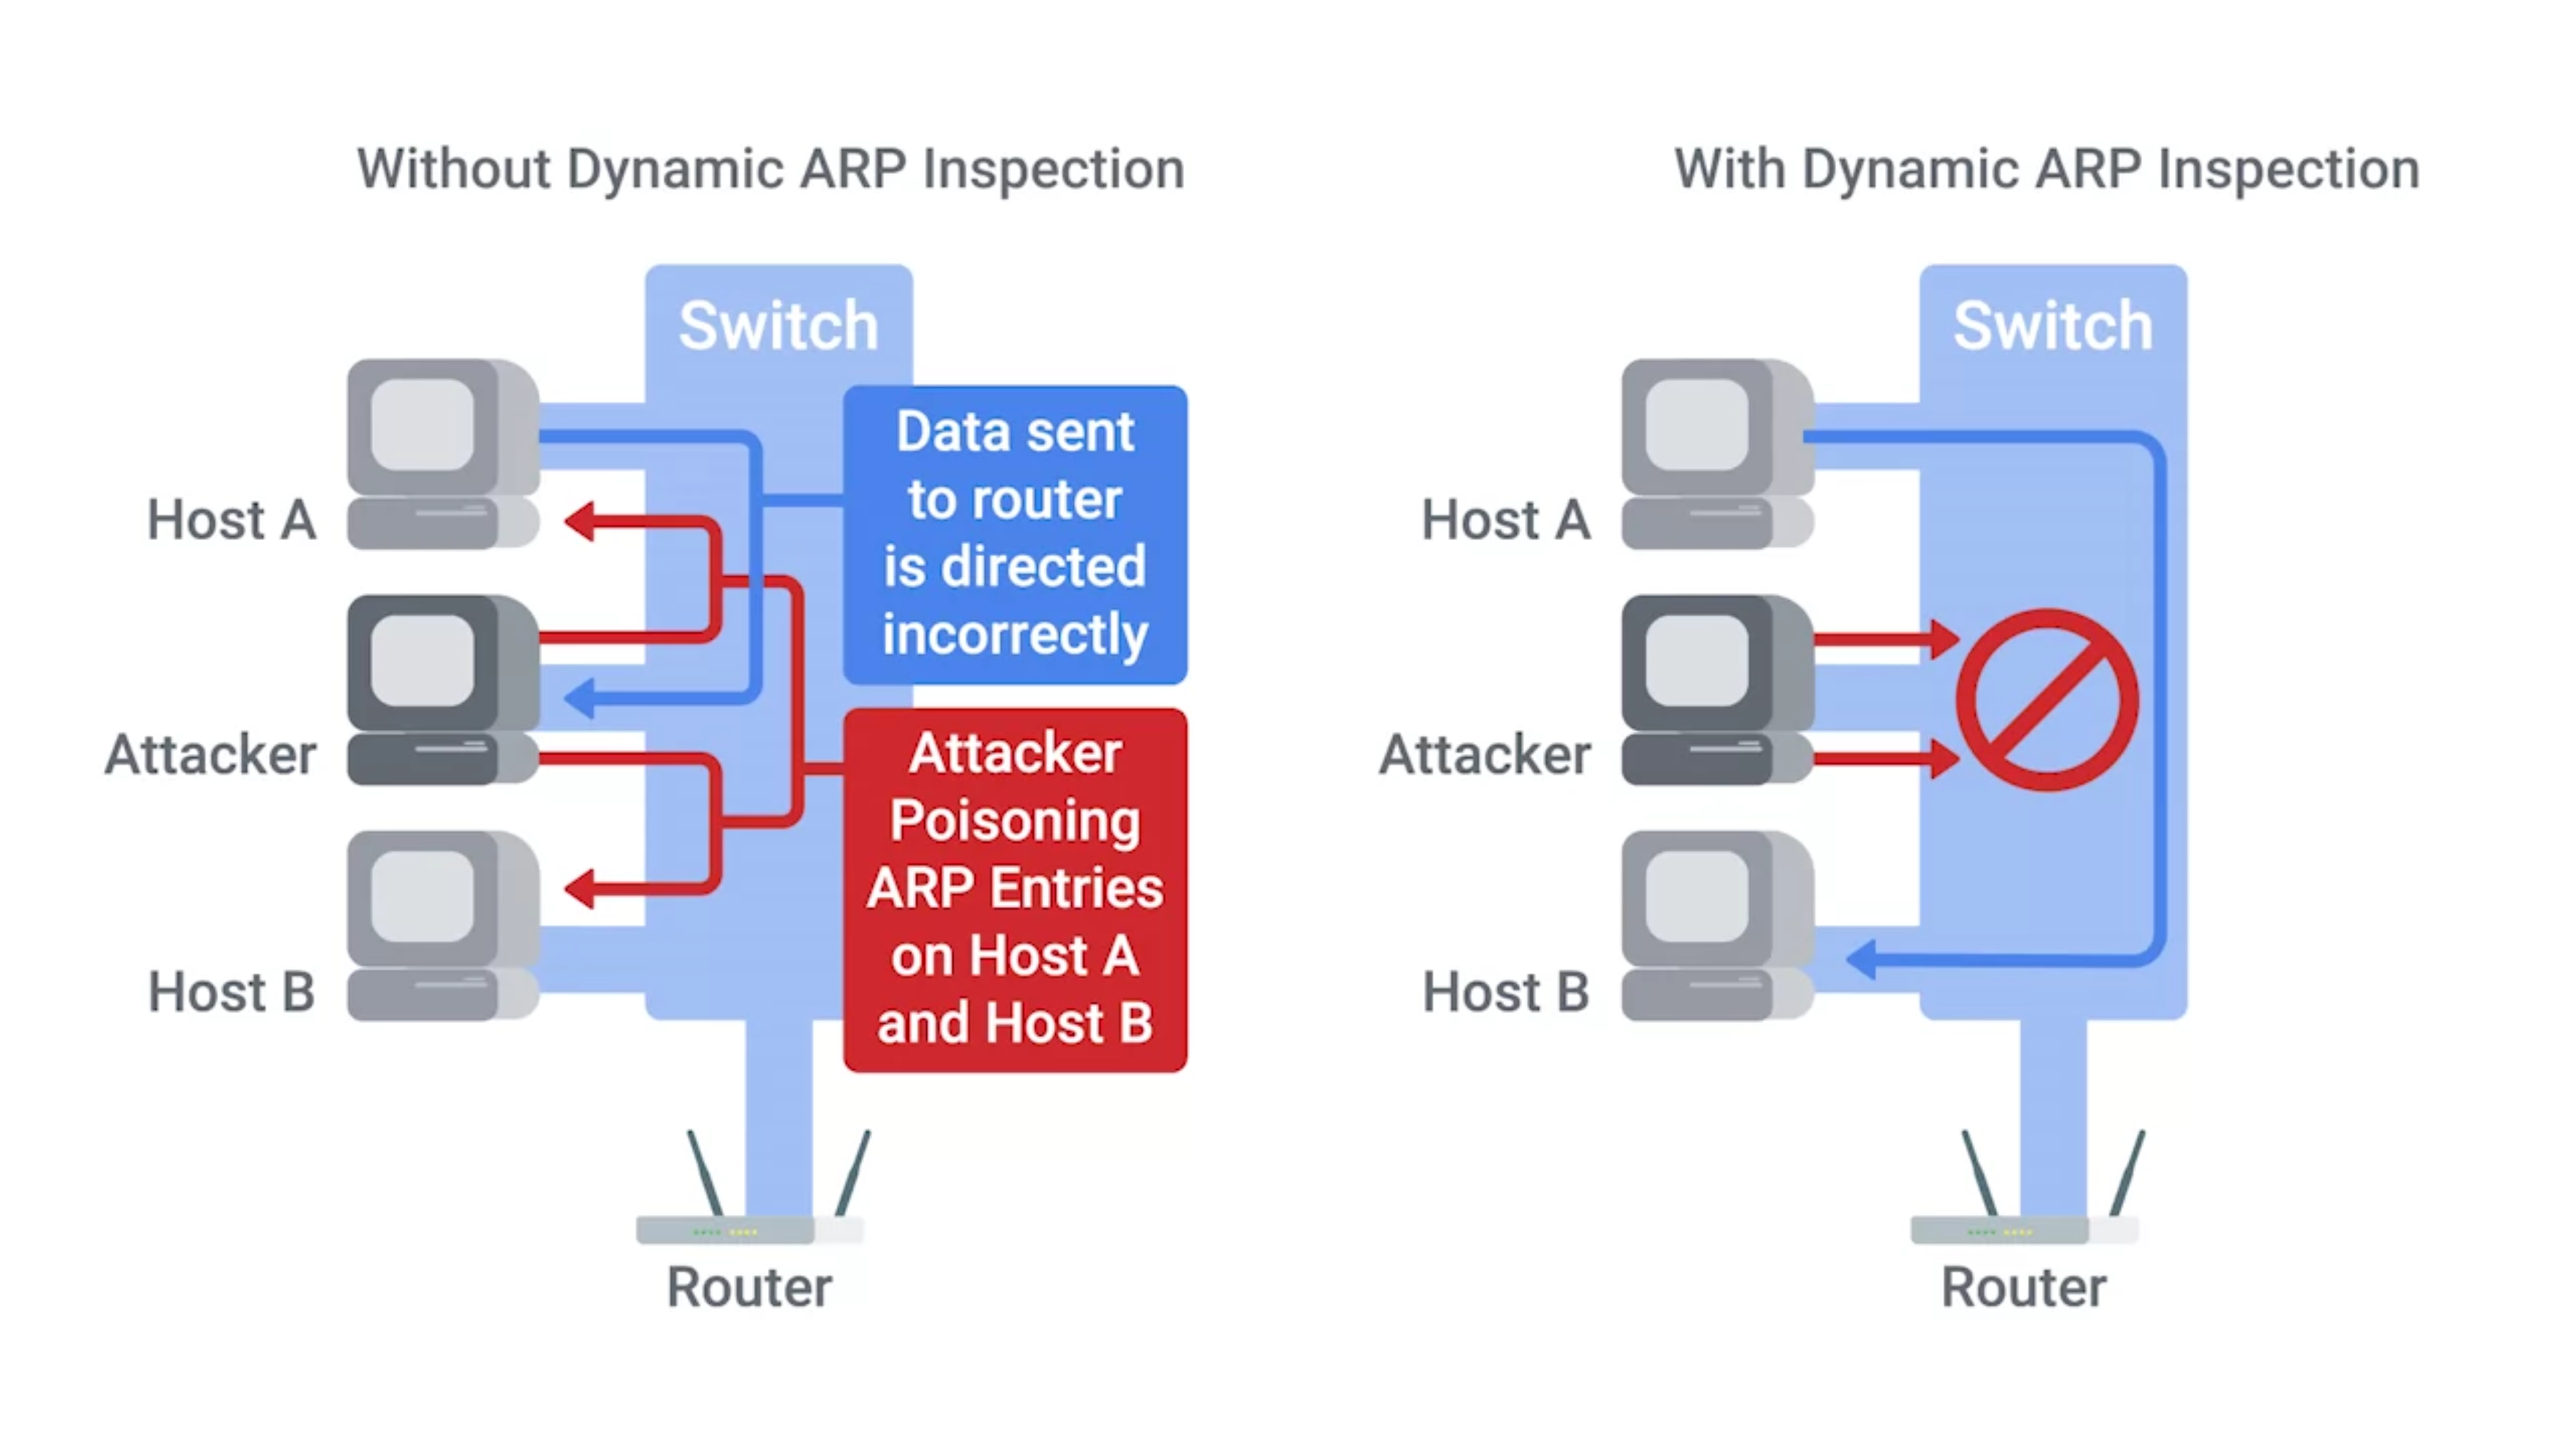 Without Dynamic ARP Inspection
Switch
Host A
Attacker
Host B
Data sent
to router
is directed
incorrectly
Attacker
Poisoning
ARP Entries
on Host A
and Host B
Router
With Dynamic ARP Inspection
Switch
Host A
Attacker
Host B
Router